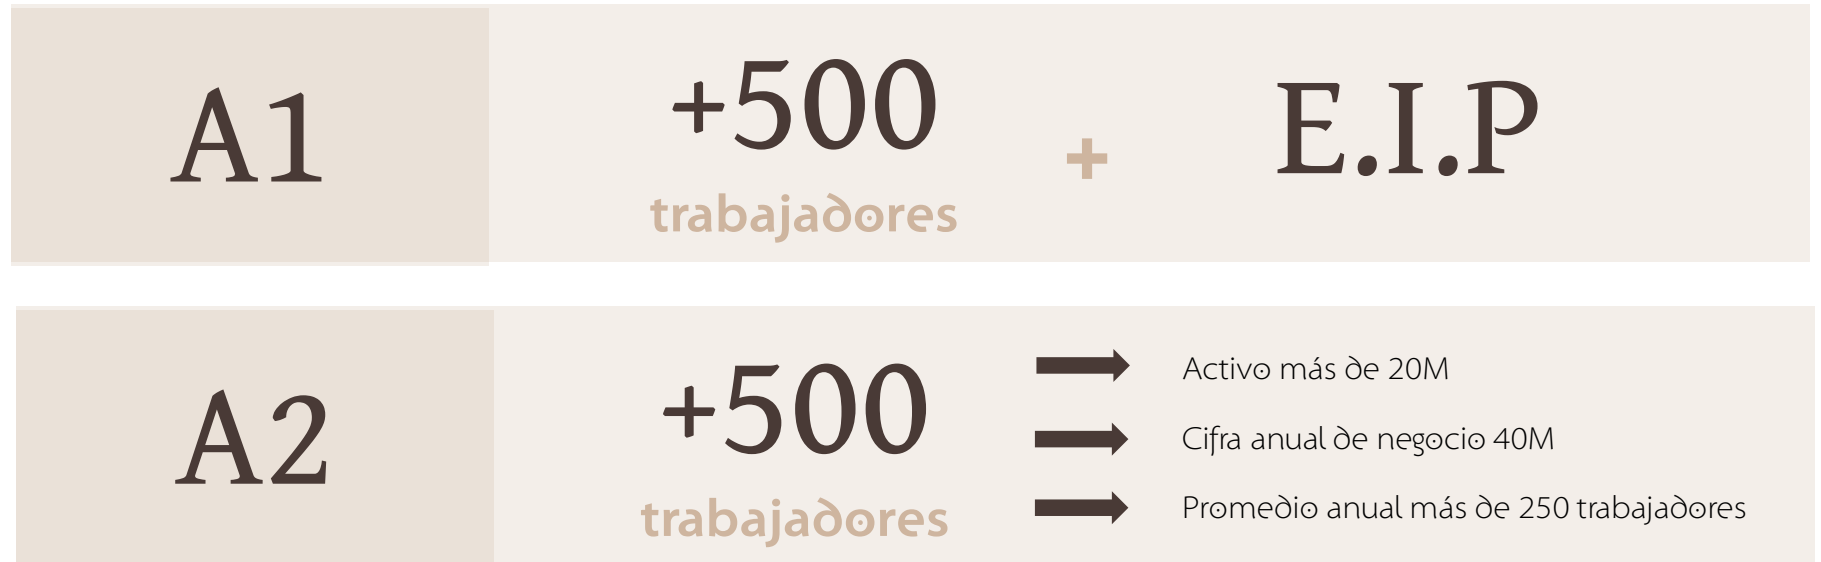 A1
+500
trabajadores
+
E.I.P
A2
+500
trabajadores
Activo más de 20M
Cifra anual de negocio 40M
Promedio anual más de 250 trabajadores